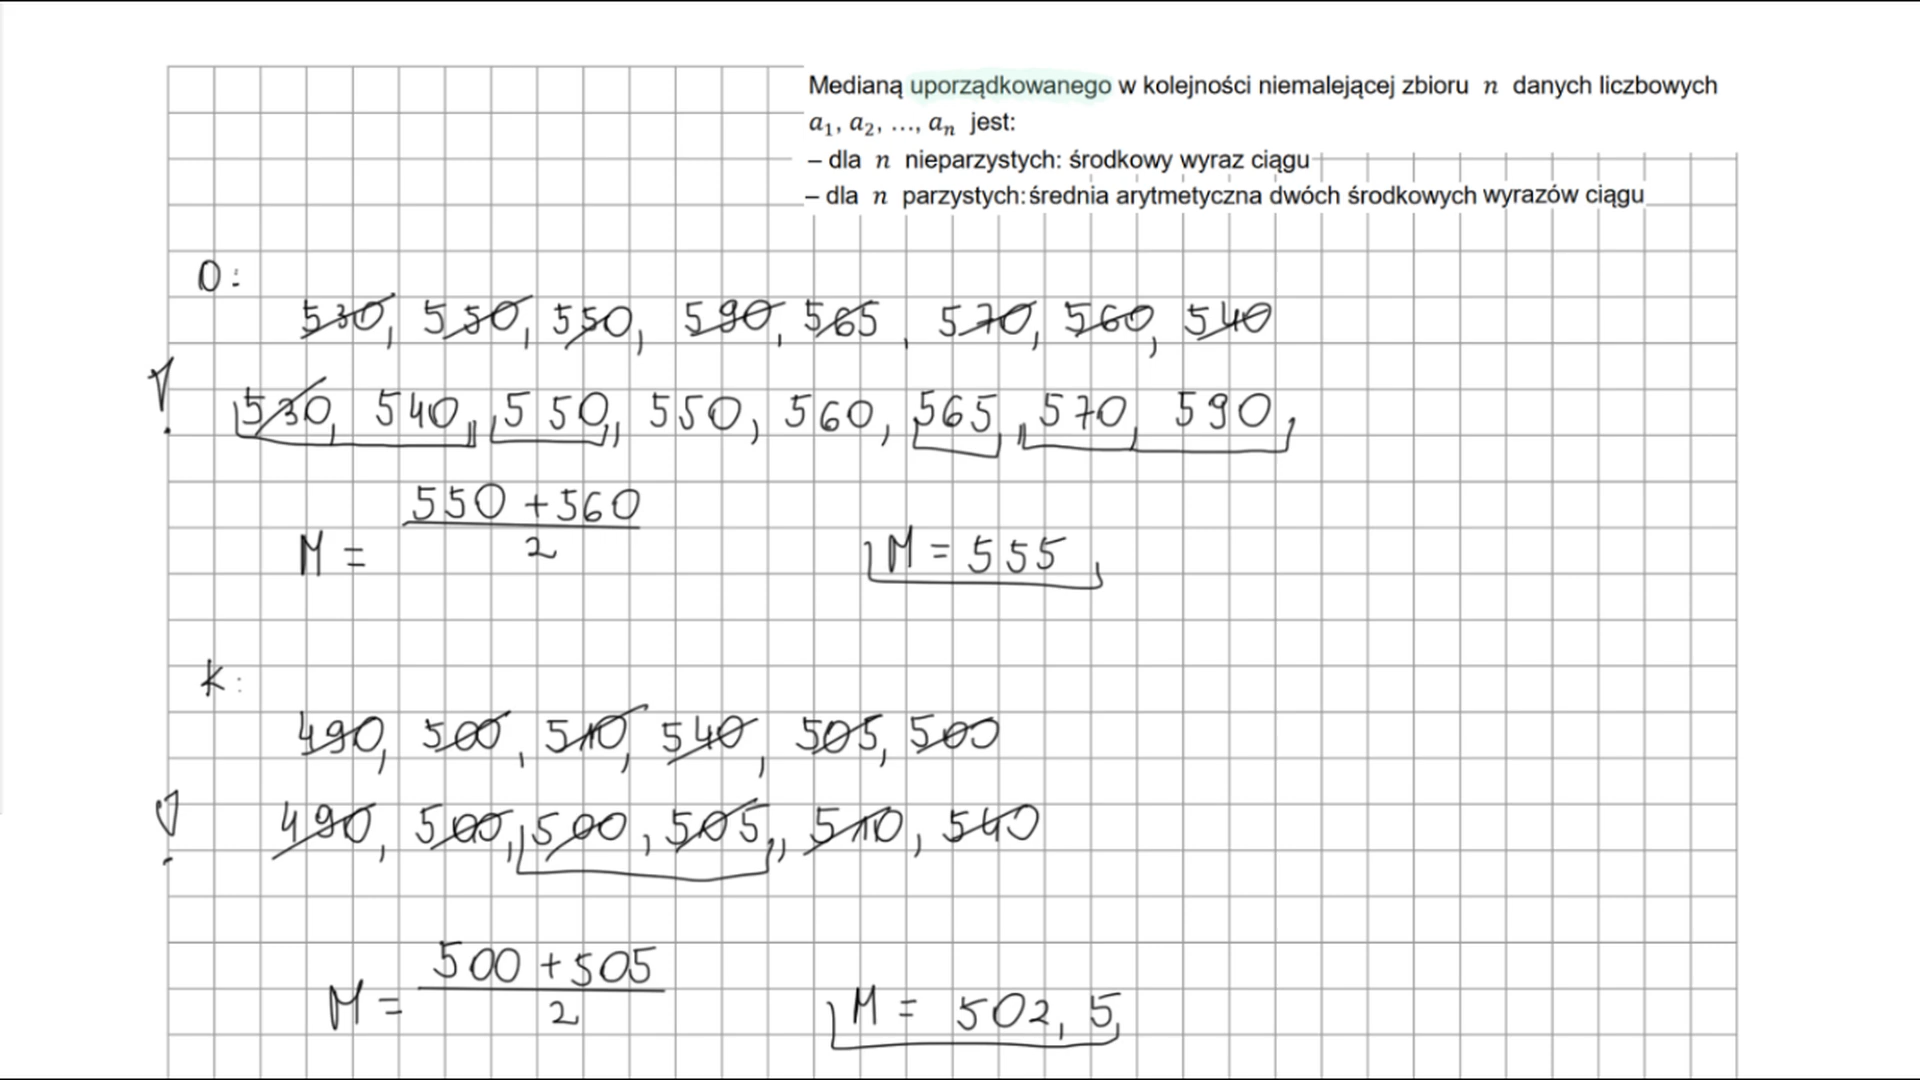 Medianą uporządkowanego w kolejności niemalejącej zbioru n danych liczbowych
a₁, a₂, …, aₙ jest:
– dla n nieparzystych: środkowy wyraz ciągu
– dla n parzystych: średnia arytmetyczna dwóch środkowych wyrazów ciągu
O:
530, 550, 550, 590, 565, 570, 560, 540
! 530, 540, 550, 550, 560, 565, 570, 590
M = (550 + 560)/2 M = 555
K:
490, 500, 510, 540, 505, 500
! 490, 500, 500, 505, 510, 540
M = (500 + 505)/2 M = 502,5